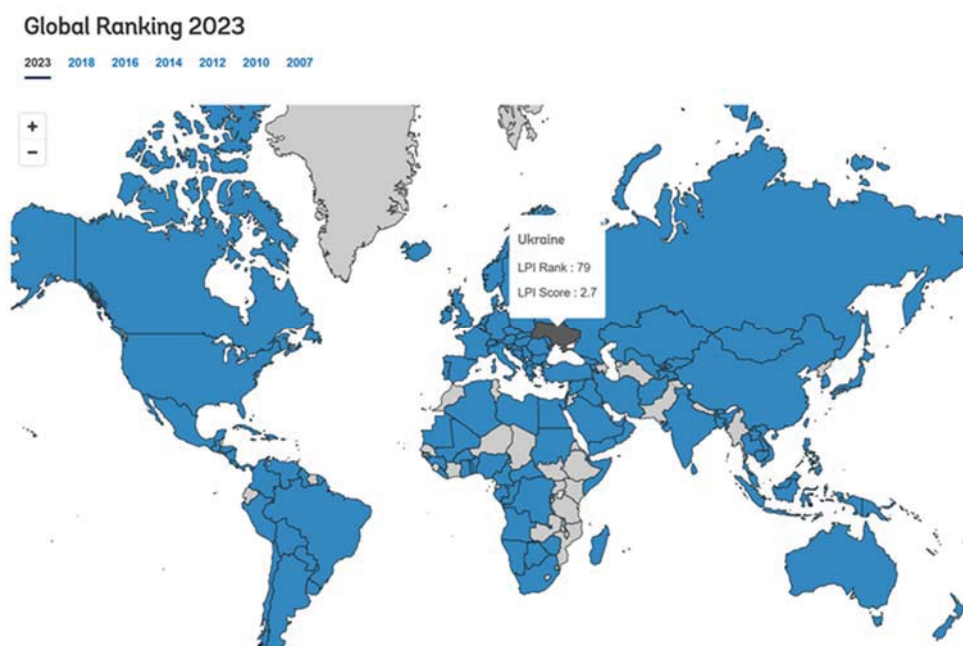 Global Ranking 2023
2023 2018 2016 2014 2012 2010 2007
+
−
Ukraine
LPI Rank : 79
LPI Score : 2.7